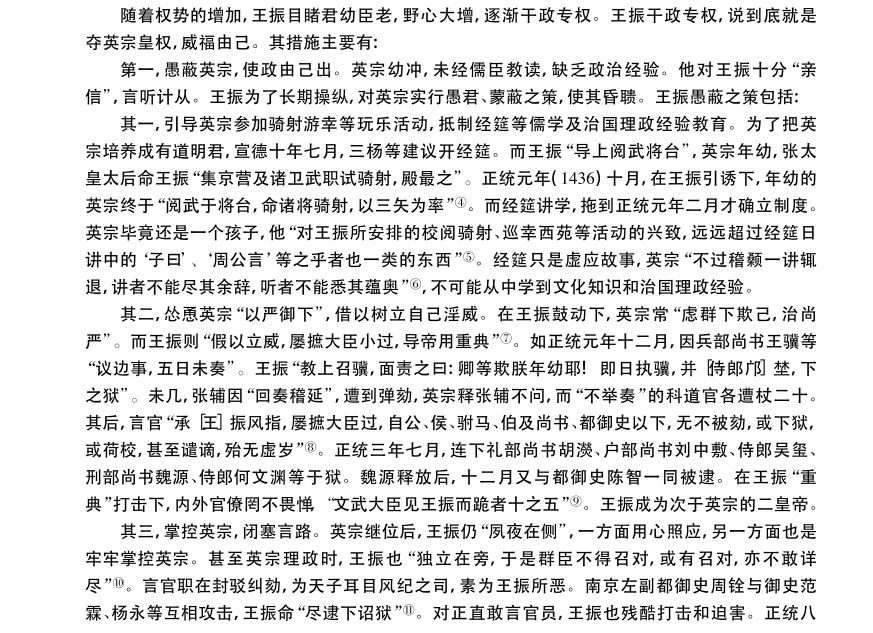 随着权势的增加,王振目睹君幼臣老,野心大增,逐渐干政专权。王振干政专权,说到底就是
夺英宗皇权,威福由己。其措施主要有:
第一,愚蔽英宗,使政由己出。英宗幼冲,未经儒臣教读,缺乏政治经验。他对王振十分“亲
信”,言听计从。王振为了长期操纵,对英宗实行愚君、蒙蔽之策,使其昏聩。王振愚蔽之策包括:
其一,引导英宗参加骑射游幸等玩乐活动,抵制经筵等儒学及治国理政经验教育。为了把英
宗培养成有道明君,宣德十年七月,三杨等建议开经筵。而王振“导上阅武将台”,英宗年幼,张太
皇太后命王振“集京营及诸卫武职试骑射,殿最之”。正统元年(1436)十月,在王振引诱下,年幼的
英宗终于“阅武于将台,命诸将骑射,以三矢为率”④。而经筵讲学,拖到正统元年二月才确立制度。
英宗毕竟还是一个孩子,他“对王振所安排的校阅骑射、巡幸西苑等活动的兴致,远远超过经筵日
讲中的‘子曰’、‘周公言’等之乎者也一类的东西”⑤。经筵只是虚应故事,英宗“不过稽颡一讲辄
退,讲者不能尽其余辞,听者不能悉其蕴奥”⑥,不可能从中学到文化知识和治国理政经验。
其二,怂恿英宗“以严御下”,借以树立自己淫威。在王振鼓动下,英宗常“虑群下欺己,治尚
严”。而王振则“假以立威,屡摭大臣小过,导帝用重典”⑦。如正统元年十二月,因兵部尚书王骥等
“议边事,五日未奏”。王振“教上召骥,面责之曰:卿等欺朕年幼耶!即日执骥,并[侍郎邝]埜,下
之狱”。未几,张辅因“回奏稽延”,遭到弹劾,英宗释张辅不问,而“不举奏”的科道官各遭杖二十。
其后,言官“承[王]振风指,屡摭大臣过,自公、侯、驸马、伯及尚书、都御史以下,无不被劾,或下狱,
或荷校,甚至谴谪,殆无虚岁”⑧。正统三年七月,连下礼部尚书胡濙、户部尚书刘中敷、侍郎吴玺、
刑部尚书魏源、侍郎何文渊等于狱。魏源释放后,十二月又与都御史陈智一同被逮。在王振“重
典”打击下,内外官僚罔不畏惮,“文武大臣见王振而跪者十之五”⑨。王振成为次于英宗的二皇帝。
其三,掌控英宗,闭塞言路。英宗继位后,王振仍“夙夜在侧”,一方面用心照应,另一方面也是
牢牢掌控英宗。甚至英宗理政时,王振也“独立在旁,于是群臣不得召对,或有召对,亦不敢详
尽”⑩。言官职在封驳纠劾,为天子耳目风纪之司,素为王振所恶。南京左副都御史周铨与御史范
霖、杨永等互相攻击,王振命“尽逮下诏狱”⑪。对正直敢言官员,王振也残酷打击和迫害。正统八